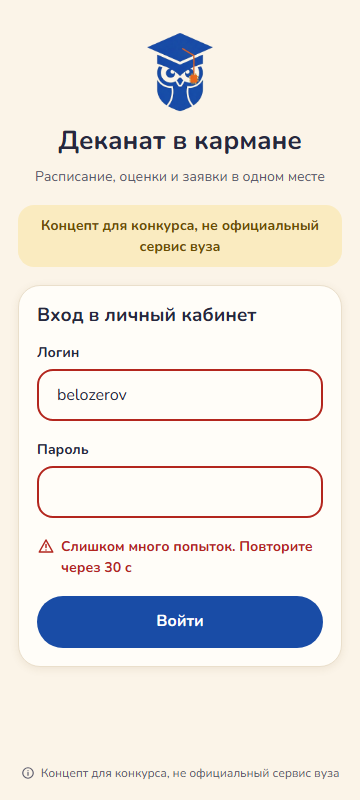 Деканат в кармане
Расписание, оценки и заявки в одном месте
Концепт для конкурса, не официальный
сервис вуза
Вход в личный кабинет
Логин
belozerov
Пароль
Слишком много попыток. Повторите
через 30 с
Войти
Концепт для конкурса, не официальный сервис вуза